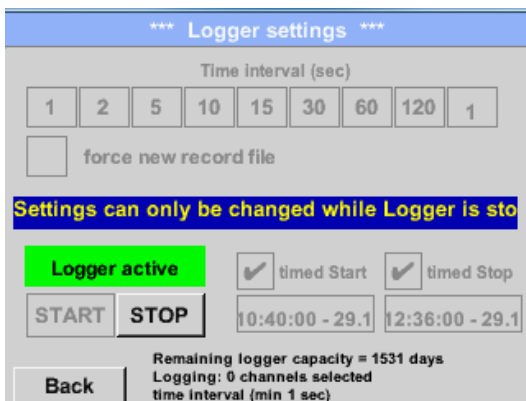 *** Logger settings ***
Time interval (sec)
1 2 5 10 15 30 60 120 1
force new record file
Settings can only be changed while Logger is sto
Logger active
✔ timed Start ✔ timed Stop
START STOP 10:40:00 - 29.1 12:36:00 - 29.1
Remaining logger capacity = 1531 days
Logging: 0 channels selected
time interval (min 1 sec)
Back